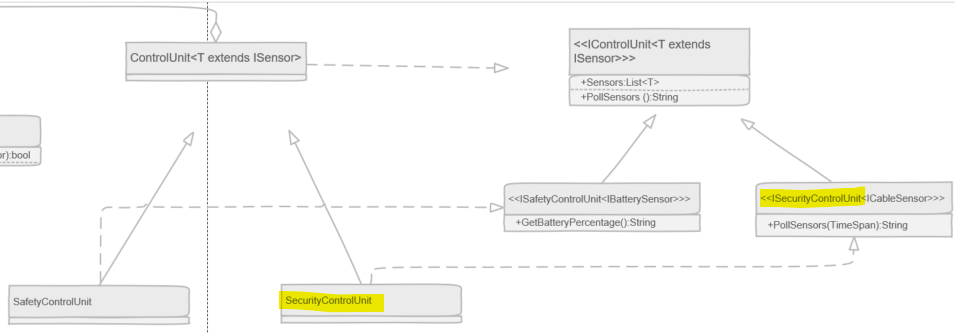 ControlUnit<T extends ISensor>
<<IControlUnit<T extends
ISensor>>>
+Sensors:List<T>
+PollSensors ():String
or):bool
<<ISafetyControlUnit<IBatterySensor>>>
+GetBatteryPercentage():String
<<ISecurityControlUnit<ICableSensor>>>
+PollSensors(TimeSpan):String
SafetyControlUnit
SecurityControlUnit